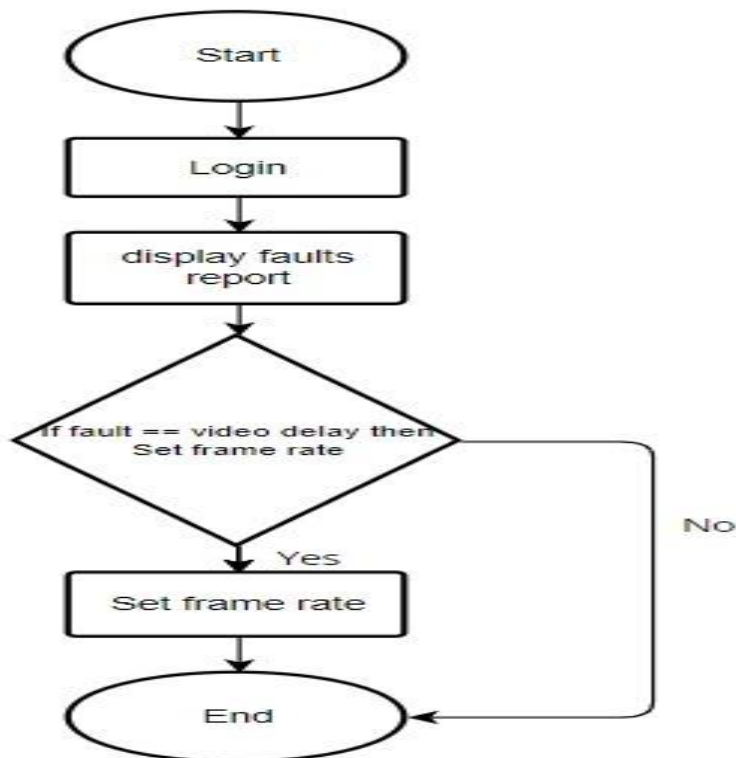 Start
Login
display faults
report
If fault == video delay then
Set frame rate
No
Yes
Set frame rate
End